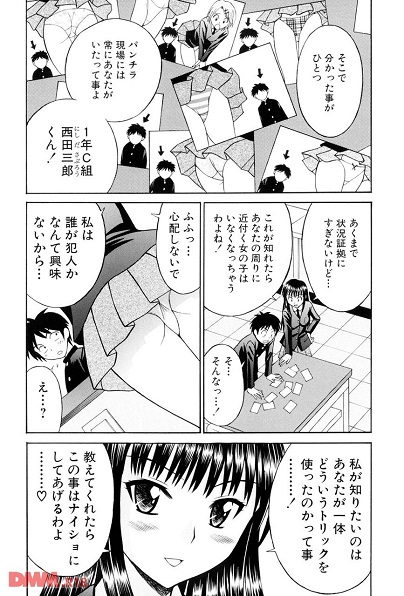 そこで
分かった事が
ひとつ
パンチラ
現場には
常にあなたが
いたって事よ
1年C組
西田三郎
にしださぶろう
くん!
あくまで
状況証拠に
すぎないけど…
これが知れたら
あなたの周りに
近付く女の子は
いなくなっちゃう
わよね!
そ…
そんなっ…!
ふふっ…
心配しないで
私は
誰が犯人か
なんて興味
ないから…
え…?
私が知りたいのは
あなたが一体
どういうトリックを
使ったのかって事
……!
教えてくれたら
この事はナイショに
してあげるわよ
………♡